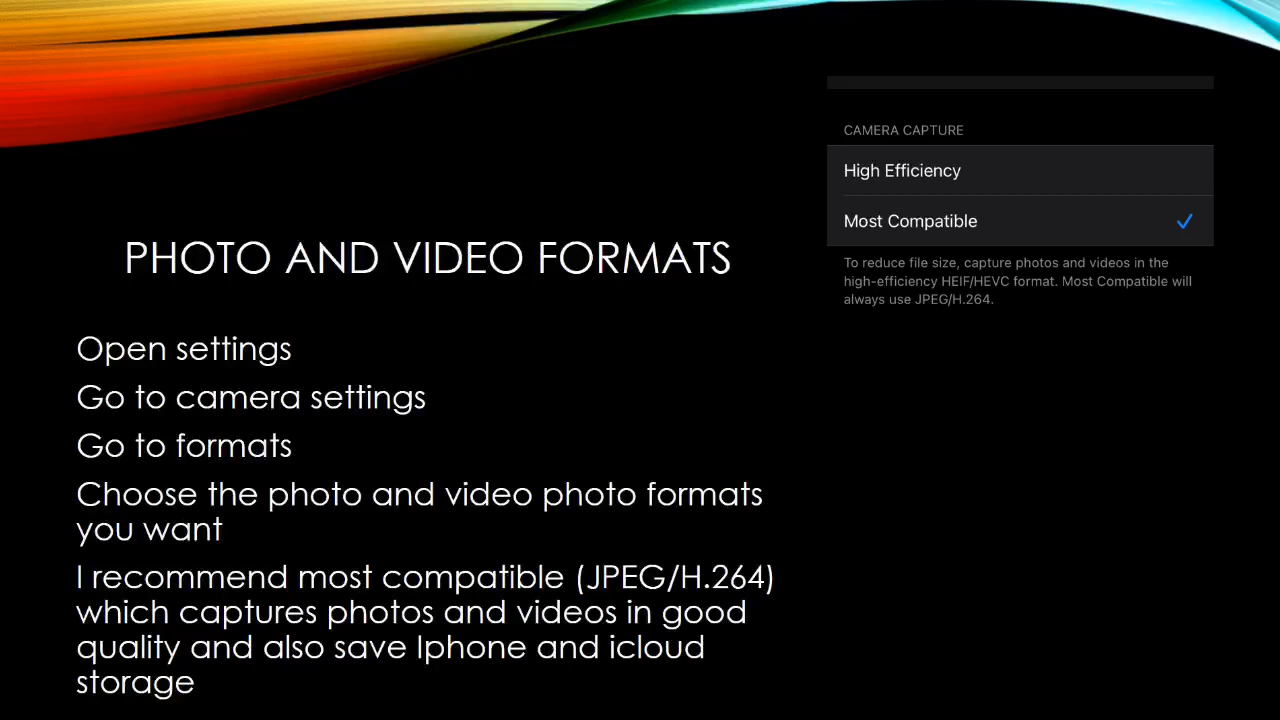 PHOTO AND VIDEO FORMATS
Open settings
Go to camera settings
Go to formats
Choose the photo and video photo formats
you want
I recommend most compatible (JPEG/H.264)
which captures photos and videos in good
quality and also save Iphone and icloud
storage
CAMERA CAPTURE
High Efficiency
Most Compatible
To reduce file size, capture photos and videos in the
high-efficiency HEIF/HEVC format. Most Compatible will
always use JPEG/H.264.